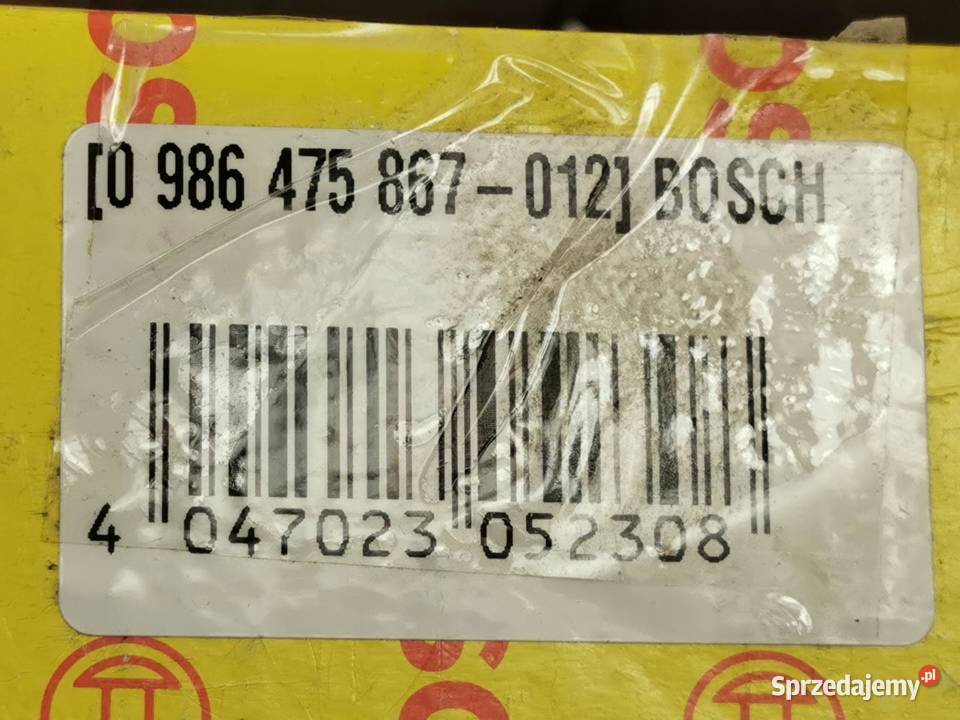 [0 986 475 867-012] BOSCH
4 047023 052308
Sprzedajemy.pl